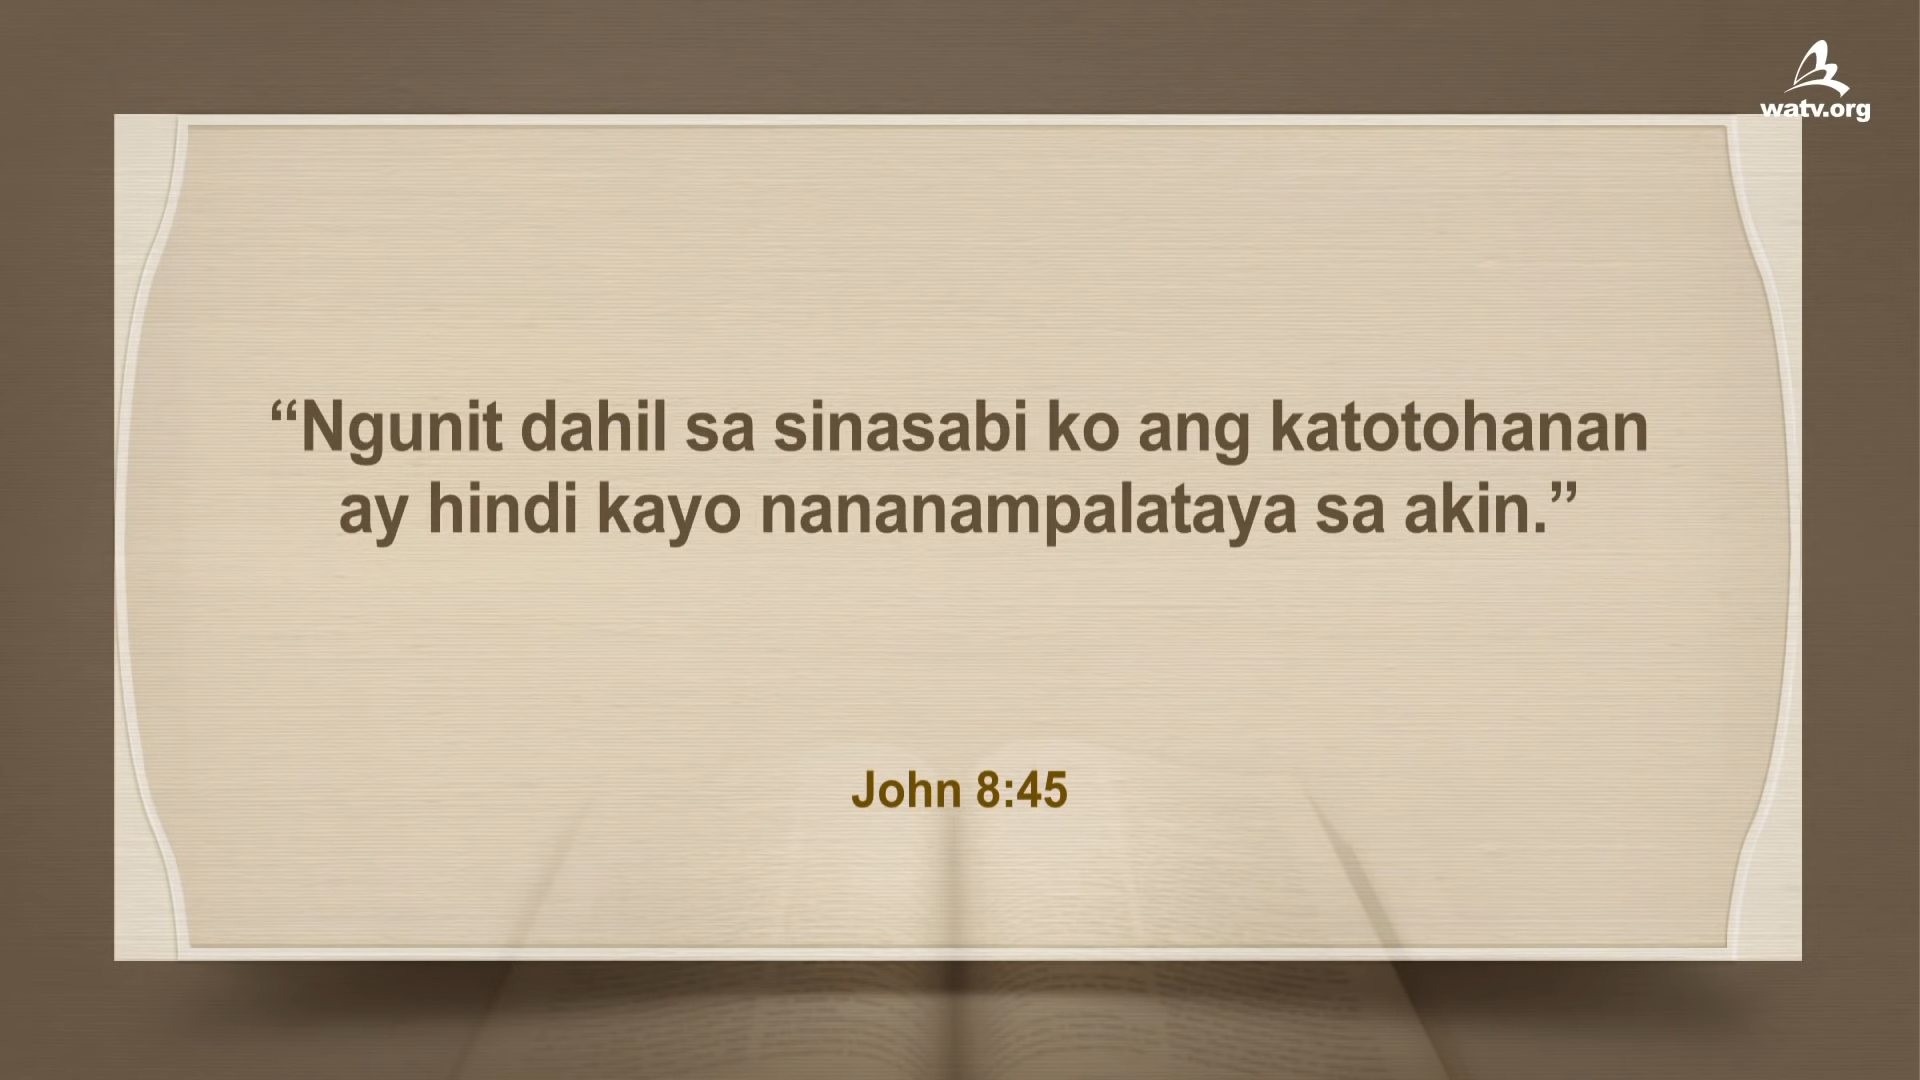 watv.org
“Ngunit dahil sa sinasabi ko ang katotohanan
ay hindi kayo nananampalataya sa akin.”
John 8:45